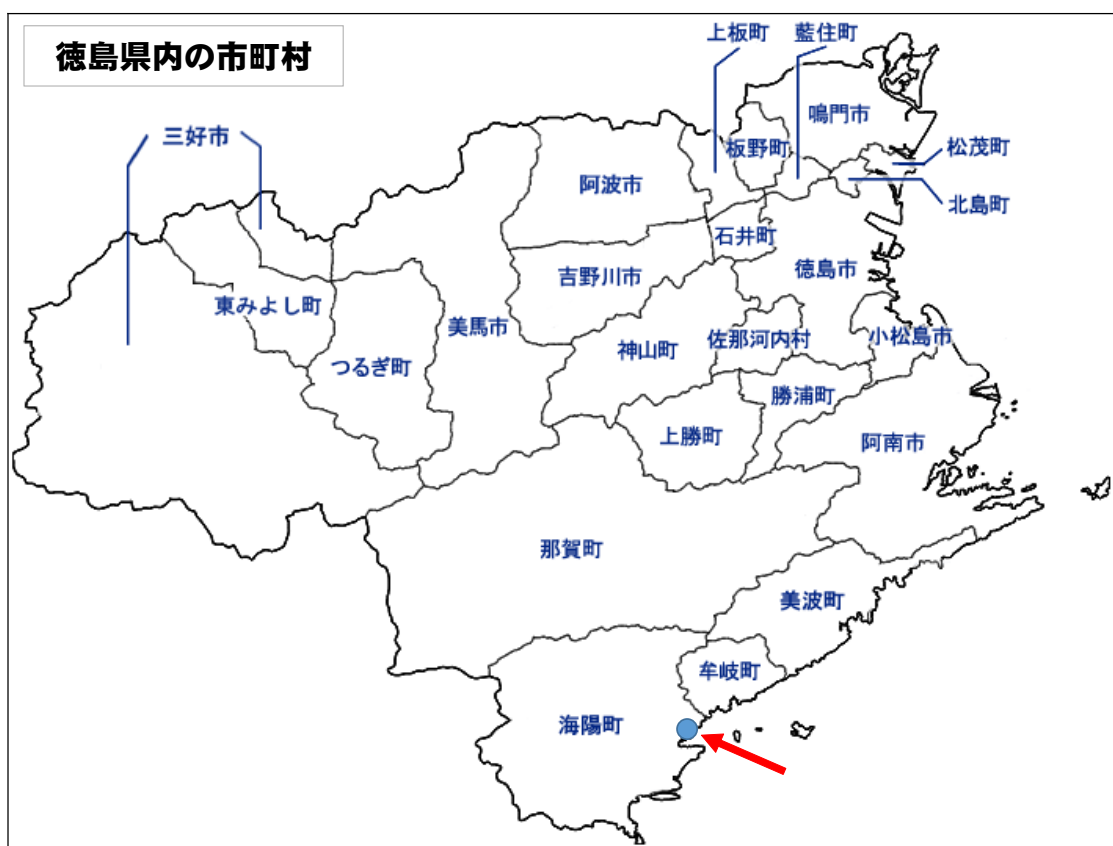 徳島県内の市町村
上板町
藍住町
鳴門市
三好市
板野町
松茂町
阿波市
北島町
石井町
徳島市
吉野川市
東みよし町
美馬市
佐那河内村
小松島市
神山町
つるぎ町
勝浦町
上勝町
阿南市
那賀町
美波町
牟岐町
海陽町